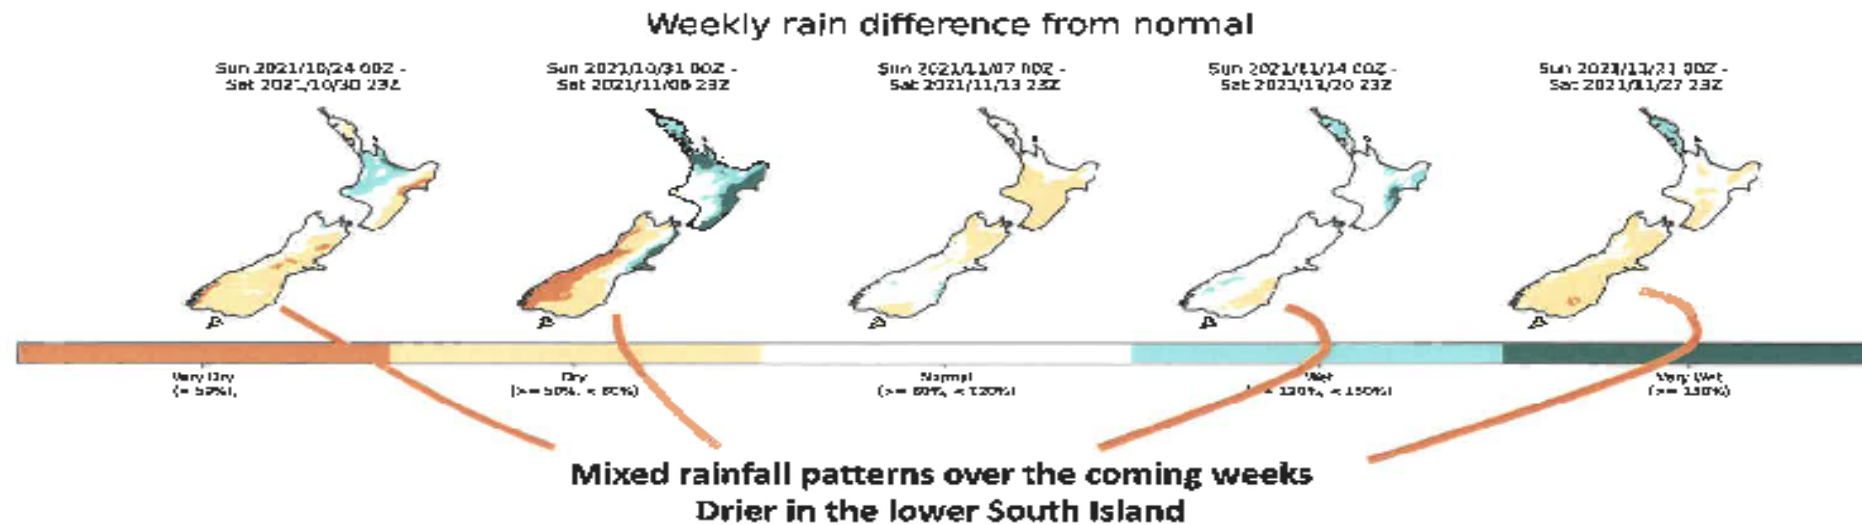 Weekly rain difference from normal
Sun 2021/10/24 00Z -
Sat 2021/10/30 23Z
Sun 2021/10/31 00Z -
Sat 2021/11/06 23Z
Sun 2021/11/07 00Z -
Sat 2021/11/13 23Z
Sun 2021/11/14 00Z -
Sat 2021/11/20 23Z
Sun 2021/11/21 00Z -
Sat 2021/11/27 23Z
Very Dry
Dry
Normal
Wet
Very Wet
Mixed rainfall patterns over the coming weeks
Drier in the lower South Island